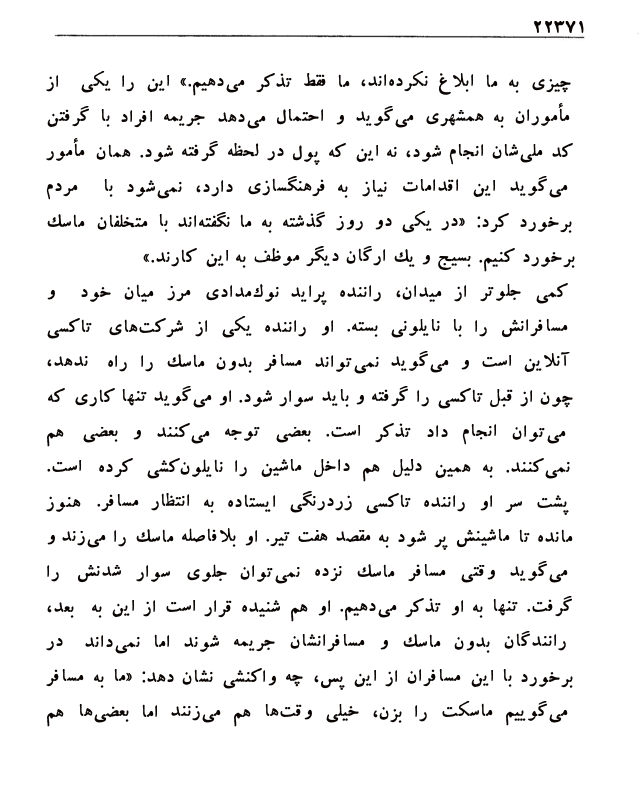 ۲۲۳۷۱
چیزی به ما ابلاغ نکرده‌اند، ما فقط تذکر می‌دهیم.» این را یکی از
مأموران به همشهری می‌گوید و احتمال می‌دهد جریمه افراد با گرفتن
کد ملی‌شان انجام شود، نه این که پول در لحظه گرفته شود. همان مأمور
می‌گوید این اقدامات نیاز به فرهنگسازی دارد، نمی‌شود با مردم
برخورد کرد: «در یکی دو روز گذشته به ما نگفته‌اند با متخلفان ماسك
برخورد کنیم. بسیج و یك ارگان دیگر موظف به این کارند.»
کمی جلوتر از میدان، راننده پراید نوك‌مدادی مرز میان خود و
مسافرانش را با نایلونی بسته. او راننده یکی از شرکت‌های تاکسی
آنلاین است و می‌گوید نمی‌تواند مسافر بدون ماسك را راه ندهد،
چون از قبل تاکسی را گرفته و باید سوار شود. او می‌گوید تنها کاری که
می‌توان انجام داد تذکر است. بعضی توجه می‌کنند و بعضی هم
نمی‌کنند. به همین دلیل هم داخل ماشین را نایلون‌کشی کرده است.
پشت سر او راننده تاکسی زردرنگی ایستاده به انتظار مسافر. هنوز
مانده تا ماشینش پر شود به مقصد هفت تیر. او بلافاصله ماسك را می‌زند و
می‌گوید وقتی مسافر ماسك نزده نمی‌توان جلوی سوار شدنش را
گرفت. تنها به او تذکر می‌دهیم. او هم شنیده قرار است از این به بعد،
رانندگان بدون ماسك و مسافرانشان جریمه شوند اما نمی‌داند در
برخورد با این مسافران از این پس، چه واکنشی نشان دهد: «ما به مسافر
می‌گوییم ماسکت را بزن، خیلی وقت‌ها هم می‌زنند اما بعضی‌ها هم